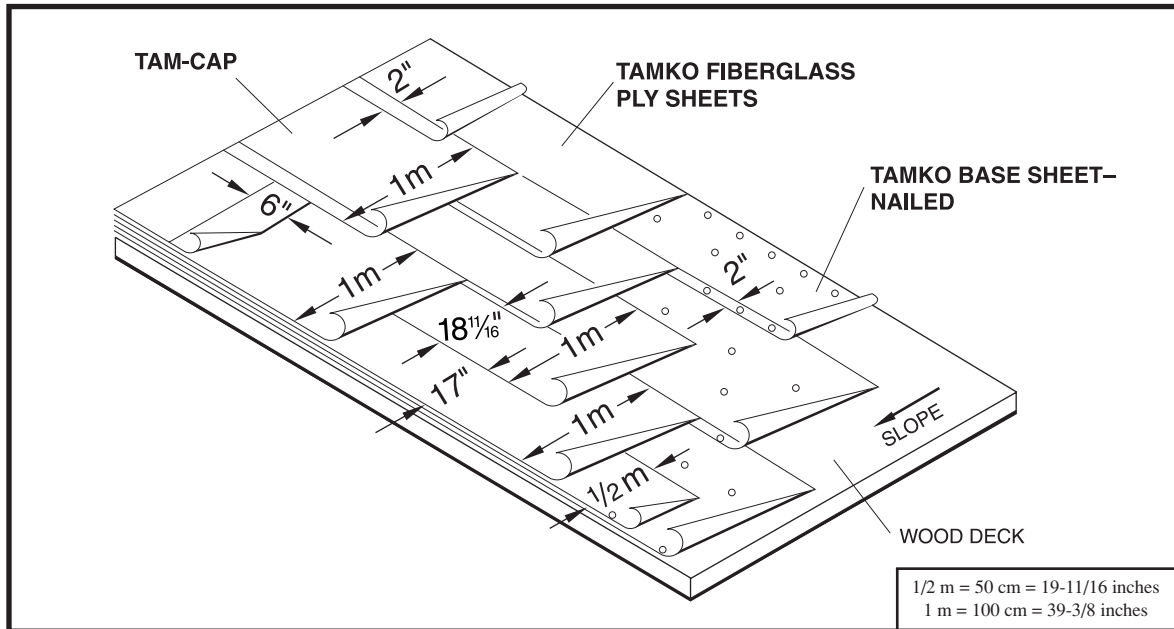 TAM-CAP
2"
TAMKO FIBERGLASS
PLY SHEETS
TAMKO BASE SHEET–
NAILED
1m
6"
2"
1m
18 11/16"
1m
17"
1m
SLOPE
1/2 m
WOOD DECK
1/2 m = 50 cm = 19-11/16 inches
1 m = 100 cm = 39-3/8 inches